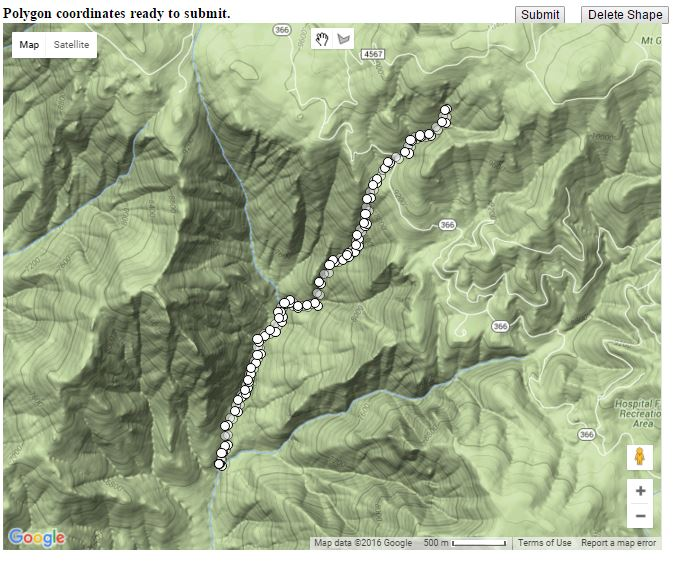 Polygon coordinates ready to submit.
Submit
Delete Shape
Map
Satellite
366
4567
Mt G
366
366
Hospital F
Recreatio
Area
366
Google
Map data ©2016 Google
500 m
Terms of Use
Report a map error